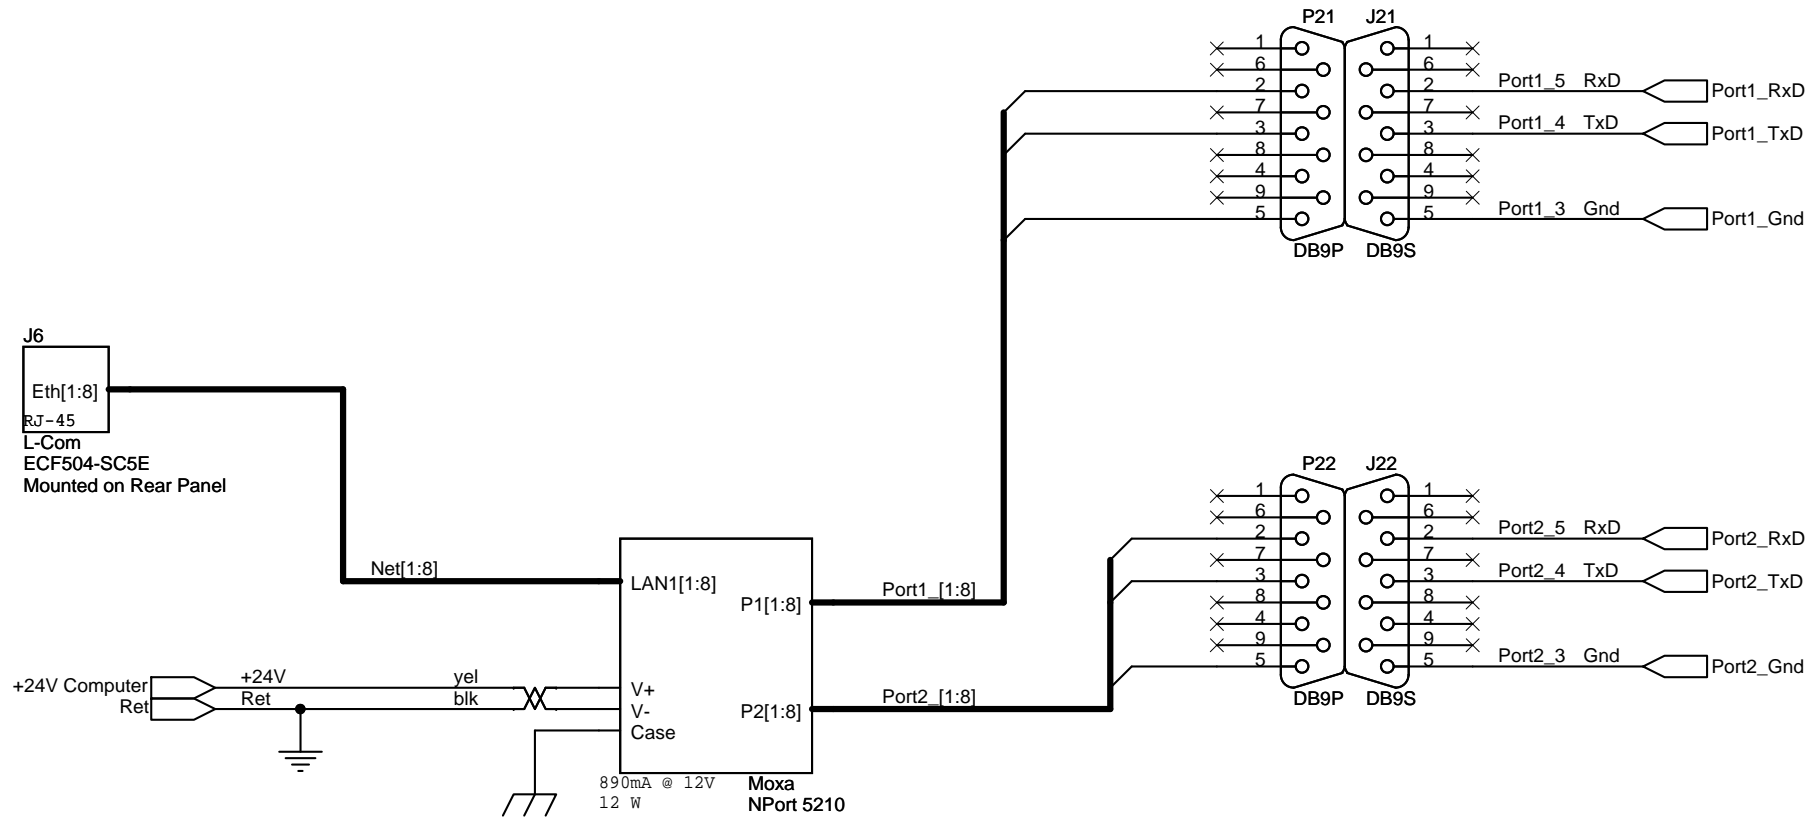 P21 J21
1 1
6 6
2 2 Port1_5 RxD Port1_RxD
7 7
3 3 Port1_4 TxD Port1_TxD
8 8
4 4
9 9
5 5 Port1_3 Gnd Port1_Gnd
DB9P DB9S
J6
Eth[1:8]
RJ-45
L-Com
ECF504-SC5E
Mounted on Rear Panel
P22 J22
1 1
6 6
2 2 Port2_5 RxD Port2_RxD
7 7
3 3 Port2_4 TxD Port2_TxD
8 8
4 4
9 9
5 5 Port2_3 Gnd Port2_Gnd
DB9P DB9S
Net[1:8]
LAN1[1:8]
P1[1:8]
Port1_[1:8]
+24V Computer +24V yel V+
Ret Ret blk V-
P2[1:8]
Port2_[1:8]
Case
890mA @ 12V
12 W
Moxa
NPort 5210